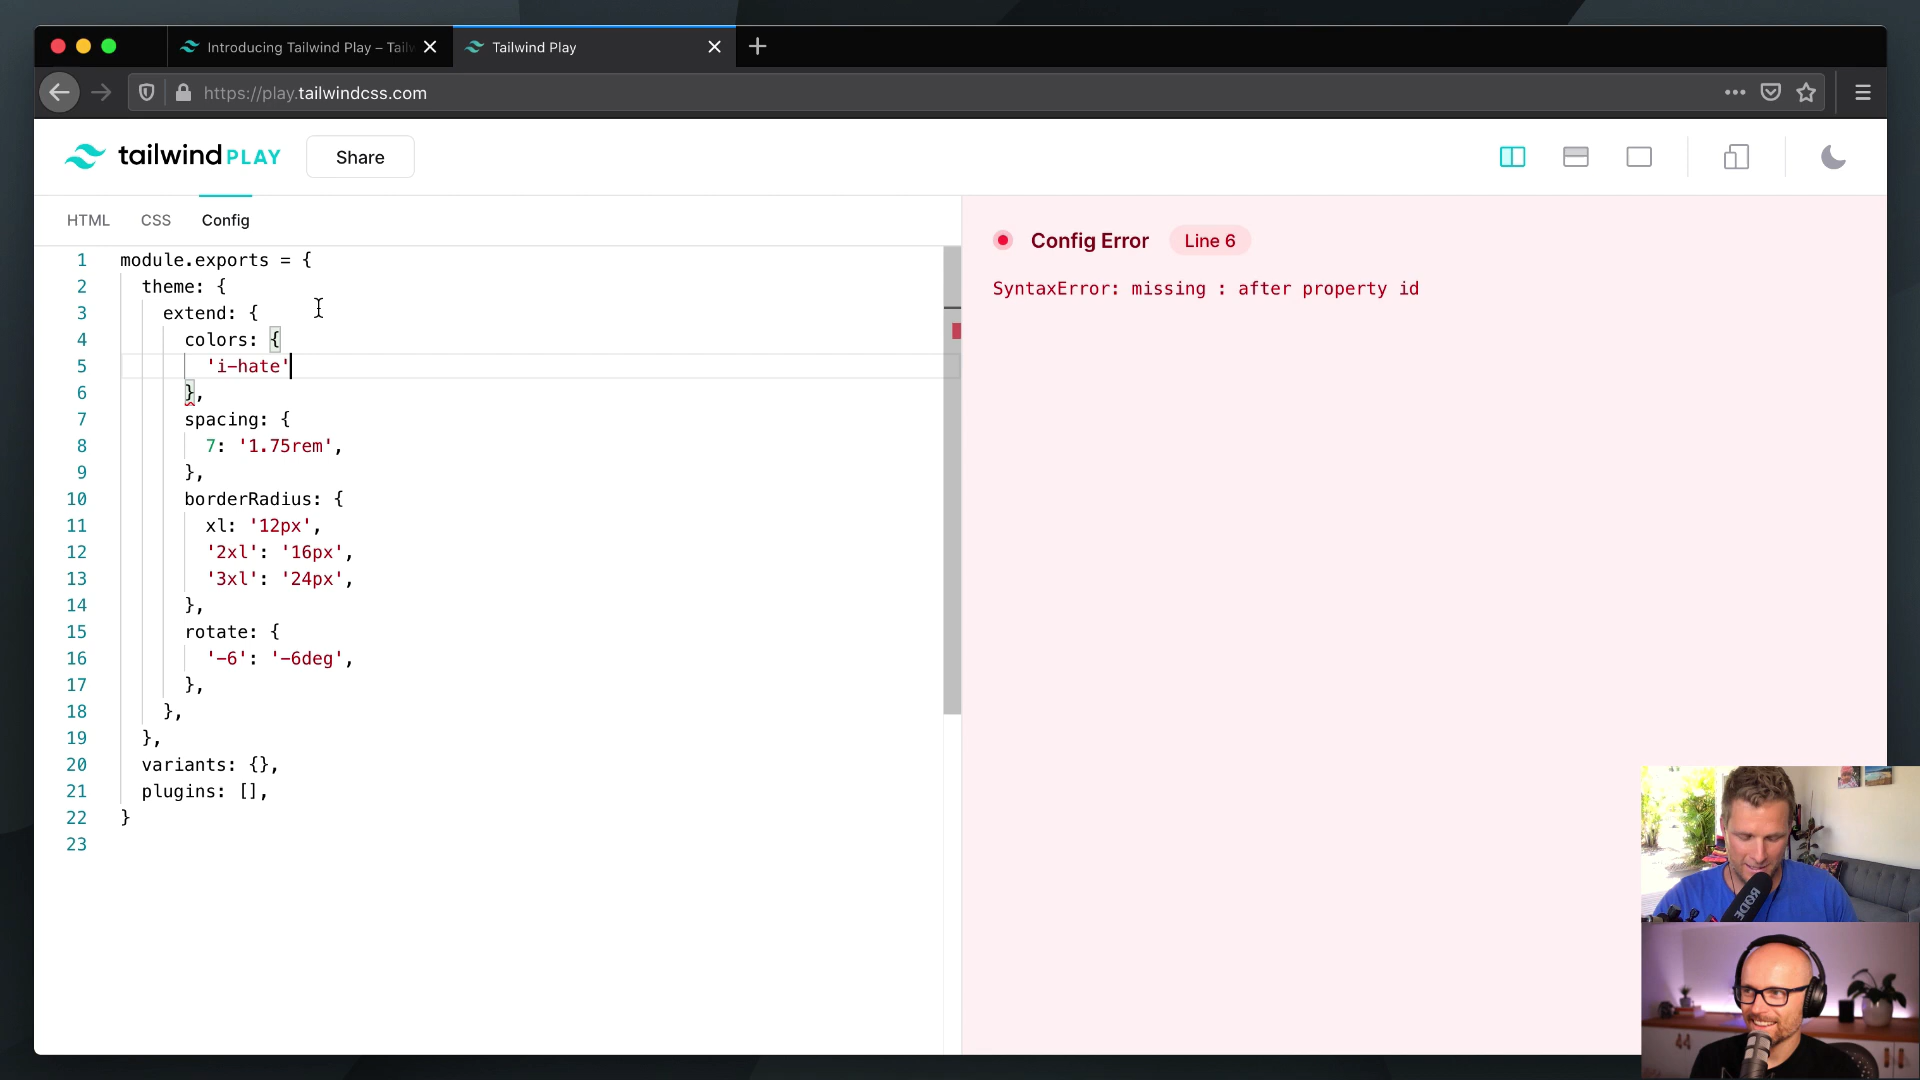 Introducing Tailwind Play – Tailw
Tailwind Play
https://play.tailwindcss.com
tailwind PLAY
Share
HTML
CSS
Config
1 module.exports = {
2 theme: {
3 extend: {
4 colors: {
5 'i-hate'
6 },
7 spacing: {
8 7: '1.75rem',
9 },
10 borderRadius: {
11 xl: '12px',
12 '2xl': '16px',
13 '3xl': '24px',
14 },
15 rotate: {
16 '-6': '-6deg',
17 },
18 },
19 },
20 variants: {},
21 plugins: [],
22 }
23
Config Error
Line 6
SyntaxError: missing : after property id
RØDE